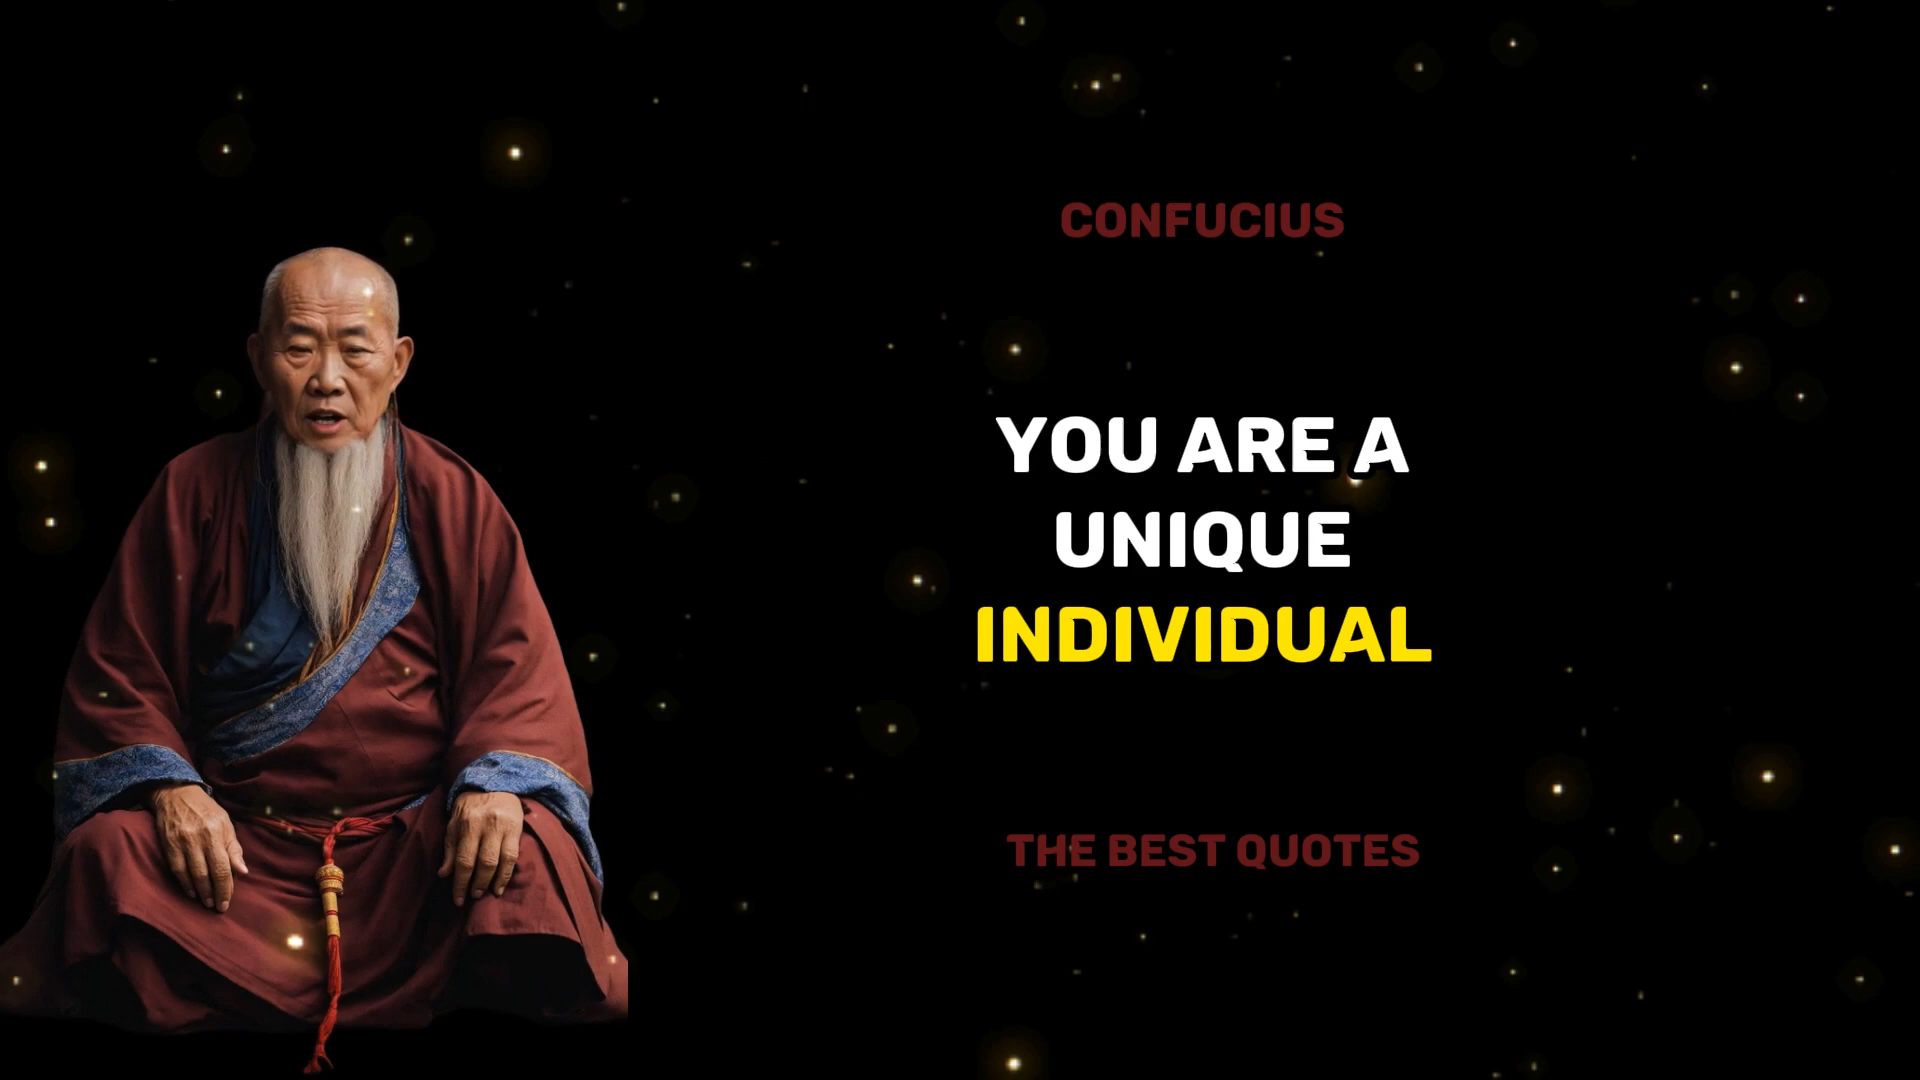 CONFUCIUS
YOU ARE A
UNIQUE
INDIVIDUAL
THE BEST QUOTES